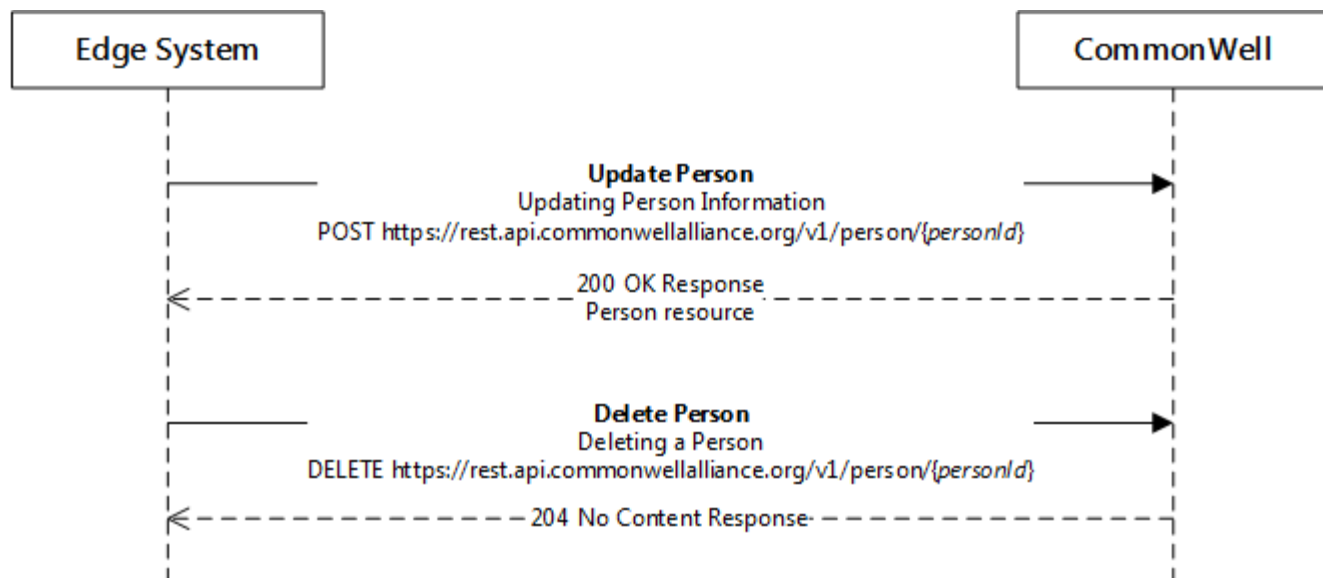 Edge System
CommonWell
Update Person
Updating Person Information
POST https://rest.api.commonwellalliance.org/v1/person/{personId}
200 OK Response
Person resource
Delete Person
Deleting a Person
DELETE https://rest.api.commonwellalliance.org/v1/person/{personId}
204 No Content Response